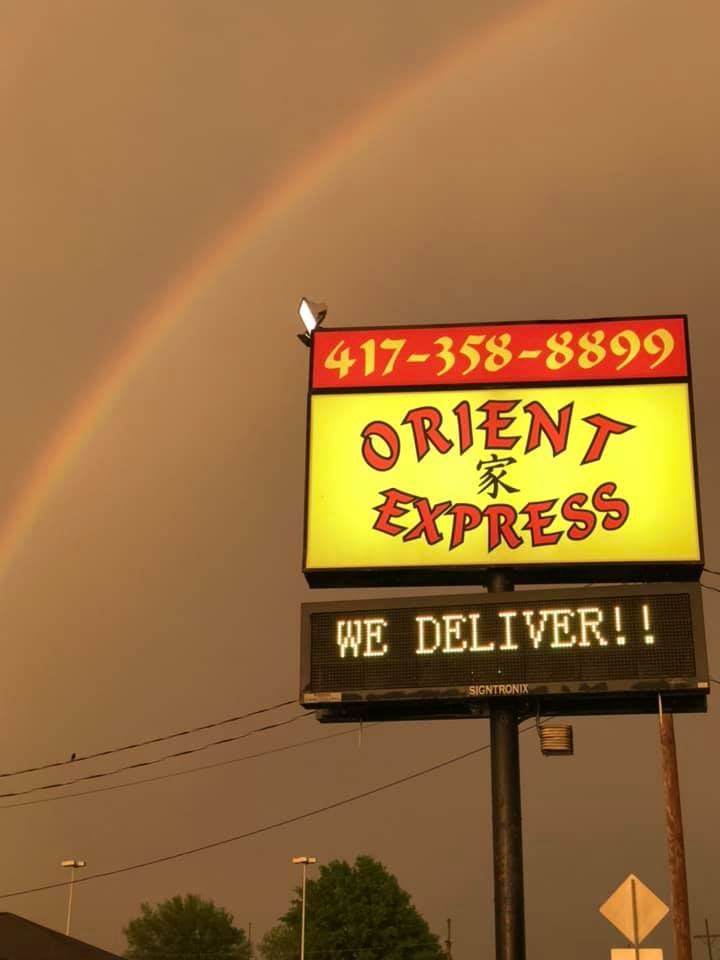 417-358-8899
ORIENT
家
EXPRESS
WE DELIVER!!
SIGNTRONIX